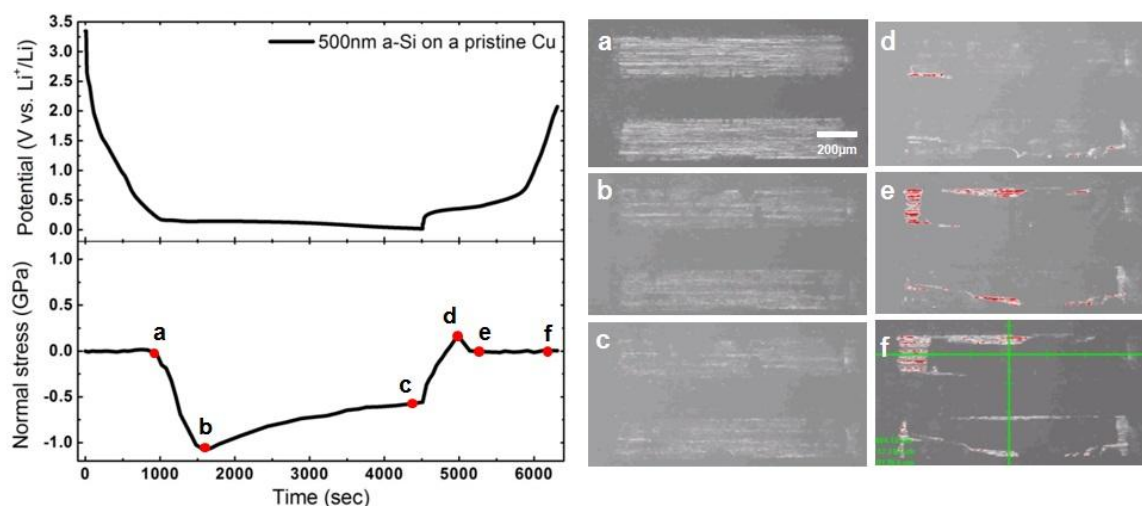 3.5
3.0
2.5
2.0
1.5
1.0
0.5
0.0
Potential (V vs. Li⁺/Li)
500nm a-Si on a pristine Cu
1.0
0.5
0.0
-0.5
-1.0
Normal stress (GPa)
a
b
c
d
e
f
0 1000 2000 3000 4000 5000 6000
Time (sec)
a
200µm
b
c
d
e
f